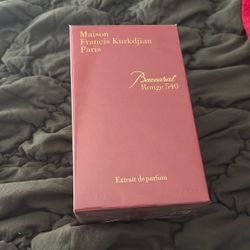 Maison
Francis Kurkdjian
Paris
Baccarat
Rouge 540
Extrait de parfum